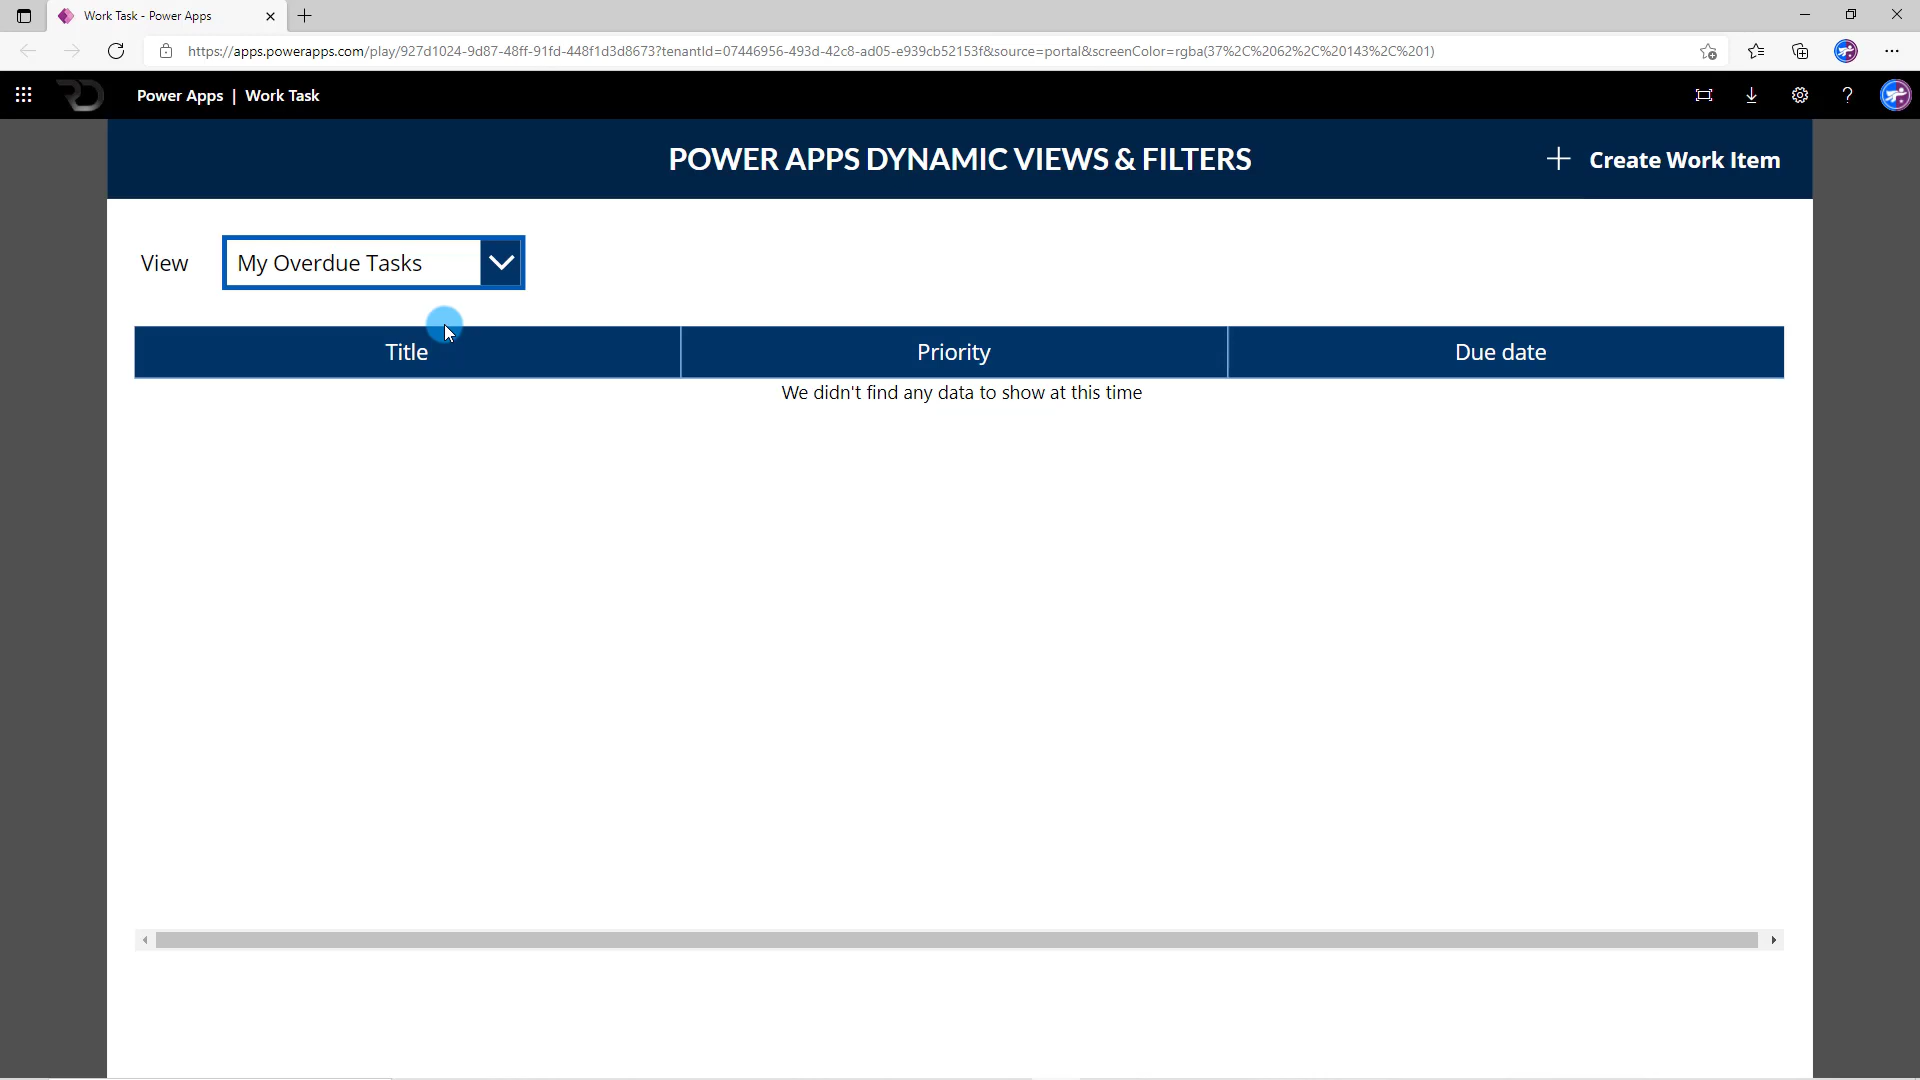 Work Task - Power Apps
https://apps.powerapps.com/play/927d1024-9d87-48ff-91fd-448f1d3d8673?tenantId=07446956-493d-42c8-ad05-e939cb52153f&source=portal&screenColor=rgba(37%2C%2062%2C%20143%2C%201)
Power Apps | Work Task
POWER APPS DYNAMIC VIEWS & FILTERS
Create Work Item
View
My Overdue Tasks
Title
Priority
Due date
We didn't find any data to show at this time